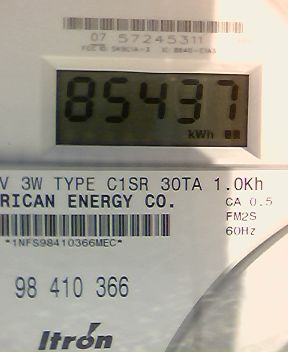 07 57245311
85437
kWh
V 3W TYPE C1SR 30TA 1.0Kh
RICAN ENERGY CO. CA 0.5
FM2S
*1NFS98410366MEC* 60Hz
98 410 366
Itrón